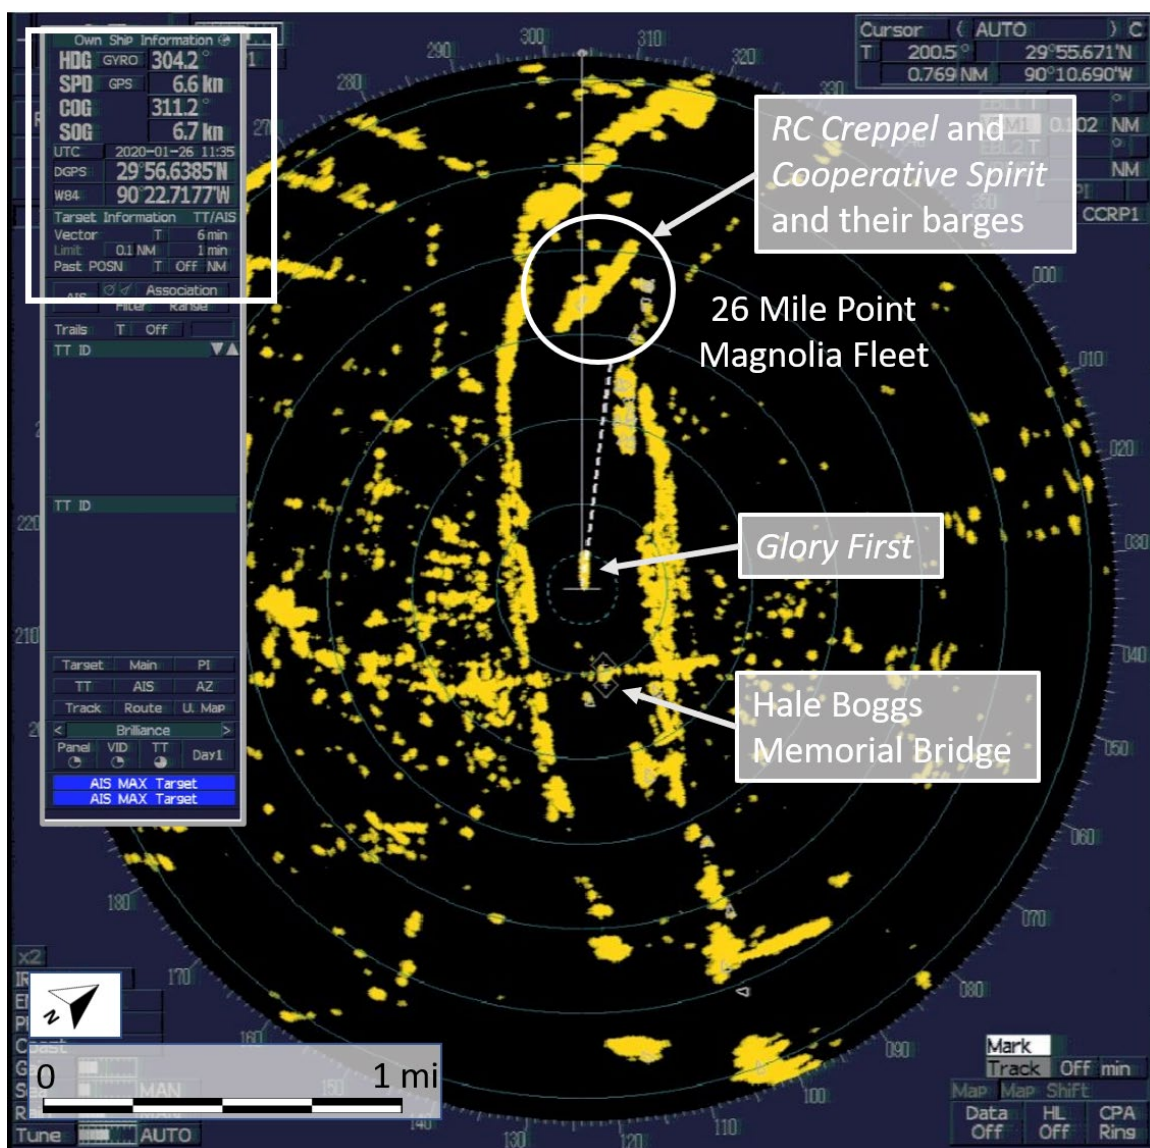 Own Ship Information
HDG GYRO 304.2°
SPD GPS 6.6 kn
COG 311.2°
SOG 6.7 kn
UTC 2020-01-26 11:35
DGPS 29°56.6385'N
W84 90°22.7177'W
Target Information TT/AIS
Vector T 6 min
Limit 0.1 NM 1 min
Past POSN T Off NM
AIS Association
Filter Range
Trails T Off
TT ID
TT ID
Target Main PI
TT AIS AZ
Track Route U. Map
< Brilliance >
Panel VID TT Day1
AIS MAX Target
AIS MAX Target
Cursor ( AUTO ) C
T 200.5° 29°55.671'N
0.769 NM 90°10.690'W
EBL1 T
0.102 NM
EBL2 T
NM
CCRP1
RC Creppel and
Cooperative Spirit
and their barges
26 Mile Point
Magnolia Fleet
Glory First
Hale Boggs
Memorial Bridge
280
290
300
310
320
000
010
020
030
040
050
060
070
080
090
100
110
120
130
140
150
160
170
180
210
220
x2
Tune AUTO
MAN
N
0 1 mi
Mark
Track Off min
Map Map Shift
Data HL CPA
Off Off Ring